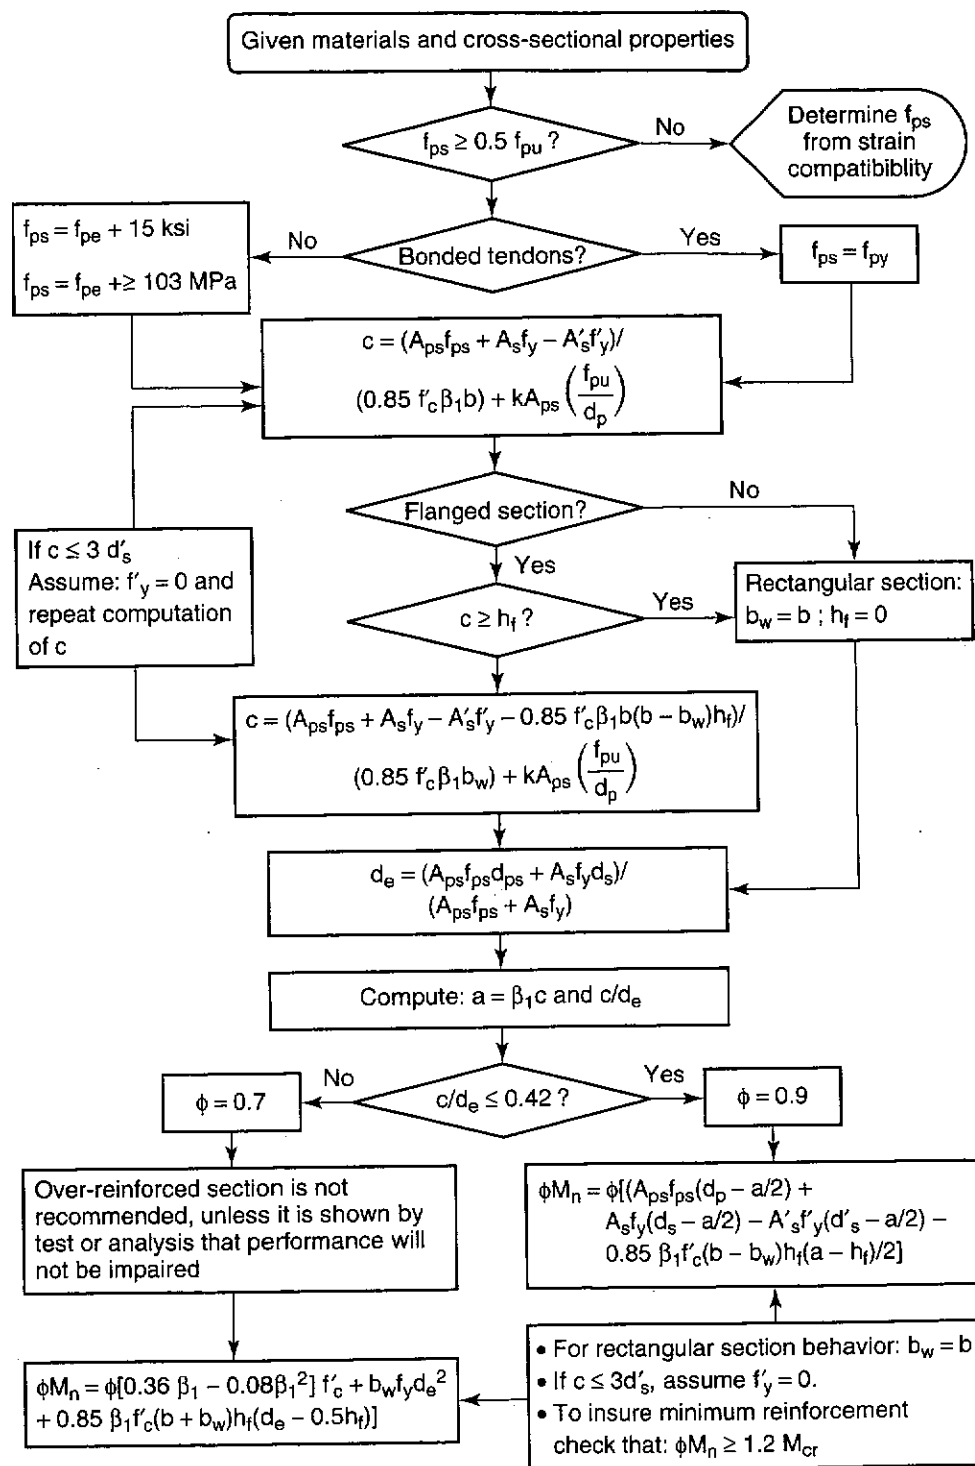 Given materials and cross-sectional properties
f_ps ≥ 0.5 f_pu ?
No
Determine f_ps
from strain
compatibiblity
f_ps = f_pe + 15 ksi
f_ps = f_pe +≥ 103 MPa
No
Bonded tendons?
Yes
f_ps = f_py
c = (A_ps f_ps + A_s f_y − A'_s f'_y)/
(0.85 f'_c β₁b) + kA_ps (f_pu/d_p)
Flanged section?
No
Yes
If c ≤ 3 d'_s
Assume: f'_y = 0 and
repeat computation
of c
c ≥ h_f ?
Yes
Rectangular section:
b_w = b ; h_f = 0
c = (A_ps f_ps + A_s f_y − A'_s f'_y − 0.85 f'_c β₁b(b − b_w)h_f)/
(0.85 f'_c β₁b_w) + kA_ps (f_pu/d_p)
d_e = (A_ps f_ps d_ps + A_s f_y d_s)/
(A_ps f_ps + A_s f_y)
Compute: a = β₁c and c/d_e
No
c/d_e ≤ 0.42 ?
Yes
ϕ = 0.7
ϕ = 0.9
Over-reinforced section is not
recommended, unless it is shown by
test or analysis that performance will
not be impaired
ϕM_n = ϕ[(A_ps f_ps(d_p − a/2) +
A_s f_y(d_s − a/2) − A'_s f'_y(d'_s − a/2) −
0.85 β₁f'_c(b − b_w)h_f(a − h_f)/2]
ϕM_n = ϕ[0.36 β₁ − 0.08β₁²] f'_c + b_w f_y d_e²
+ 0.85 β₁f'_c(b + b_w)h_f(d_e − 0.5h_f)]
• For rectangular section behavior: b_w = b
• If c ≤ 3d'_s, assume f'_y = 0.
• To insure minimum reinforcement
check that: ϕM_n ≥ 1.2 M_cr